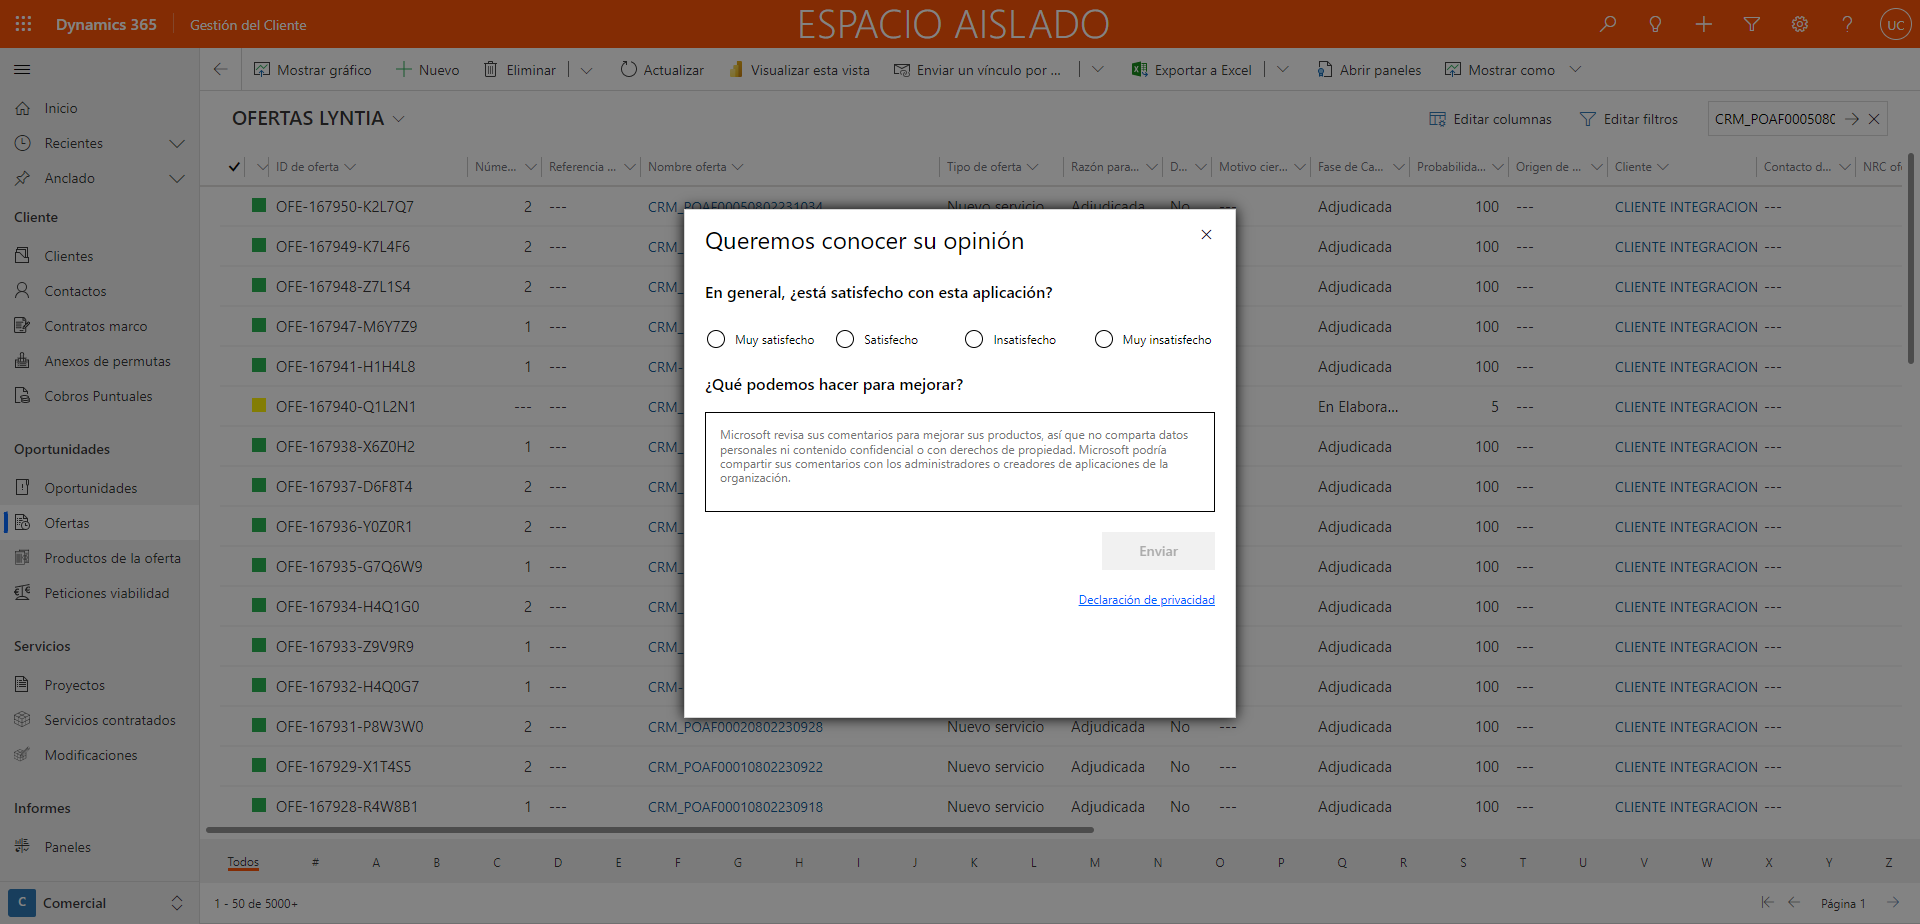 Dynamics 365
Gestión del Cliente
ESPACIO AISLADO
UC
Mostrar gráfico
Nuevo
Eliminar
Actualizar
Visualizar esta vista
Enviar un vínculo por ...
Exportar a Excel
Abrir paneles
Mostrar como
Inicio
Recientes
Anclado
Cliente
Clientes
Contactos
Contratos marco
Anexos de permutas
Cobros Puntuales
Oportunidades
Oportunidades
Ofertas
Productos de la oferta
Peticiones viabilidad
Servicios
Proyectos
Servicios contratados
Modificaciones
Informes
Paneles
C Comercial
OFERTAS LYNTIA
Editar columnas
Editar filtros
CRM_POAF0005080
ID de oferta Núme... Referencia ... Nombre oferta Tipo de oferta Razón para... D... Motivo cier... Fase de Ca... Probabilida... Origen de ... Cliente Contacto d... NRC of
OFE-167950-K2L7Q7 2 --- CRM_POAF00050802231034 Nuevo servicio Adjudicada No --- Adjudicada 100 --- CLIENTE INTEGRACION ---
OFE-167949-K7L4F6 2 --- CRM_ Adjudicada 100 --- CLIENTE INTEGRACION ---
OFE-167948-Z7L1S4 2 --- CRM_ Adjudicada 100 --- CLIENTE INTEGRACION ---
OFE-167947-M6Y7Z9 1 --- CRM_ Adjudicada 100 --- CLIENTE INTEGRACION ---
OFE-167941-H1H4L8 1 --- CRM- Adjudicada 100 --- CLIENTE INTEGRACION ---
OFE-167940-Q1L2N1 --- --- CRM_ En Elabora... 5 --- CLIENTE INTEGRACION ---
OFE-167938-X6Z0H2 1 --- CRM_ Adjudicada 100 --- CLIENTE INTEGRACION ---
OFE-167937-D6F8T4 2 --- CRM_ Adjudicada 100 --- CLIENTE INTEGRACION ---
OFE-167936-Y0Z0R1 2 --- CRM_ Adjudicada 100 --- CLIENTE INTEGRACION ---
OFE-167935-G7Q6W9 1 --- CRM_ Adjudicada 100 --- CLIENTE INTEGRACION ---
OFE-167934-H4Q1G0 2 --- CRM_ Adjudicada 100 --- CLIENTE INTEGRACION ---
OFE-167933-Z9V9R9 1 --- CRM_ Adjudicada 100 --- CLIENTE INTEGRACION ---
OFE-167932-H4Q0G7 1 --- CRM- Adjudicada 100 --- CLIENTE INTEGRACION ---
OFE-167931-P8W3W0 2 --- CRM_POAF00020802230928 Nuevo servicio Adjudicada No --- Adjudicada 100 --- CLIENTE INTEGRACION ---
OFE-167929-X1T4S5 2 --- CRM_POAF00010802230922 Nuevo servicio Adjudicada No --- Adjudicada 100 --- CLIENTE INTEGRACION ---
OFE-167928-R4W8B1 1 --- CRM_POAF00010802230918 Nuevo servicio Adjudicada No --- Adjudicada 100 --- CLIENTE INTEGRACION ---
Queremos conocer su opinión
En general, ¿está satisfecho con esta aplicación?
Muy satisfecho Satisfecho Insatisfecho Muy insatisfecho
¿Qué podemos hacer para mejorar?
Microsoft revisa sus comentarios para mejorar sus productos, así que no comparta datos
personales ni contenido confidencial o con derechos de propiedad. Microsoft podría
compartir sus comentarios con los administradores o creadores de aplicaciones de la
organización.
Enviar
Declaración de privacidad
Todos # A B C D E F G H I J K L M N O P Q R S T U V W X Y Z
1 - 50 de 5000+
Página 1